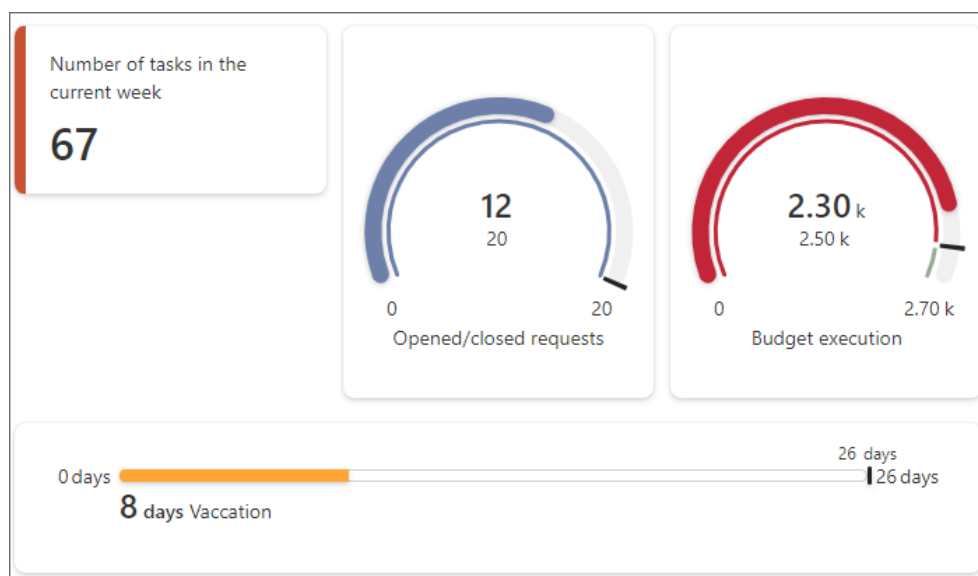 Number of tasks in the
current week
67
12
20
0
20
Opened/closed requests
2.30 k
2.50 k
0
2.70 k
Budget execution
26 days
0 days
26 days
8 days Vaccation